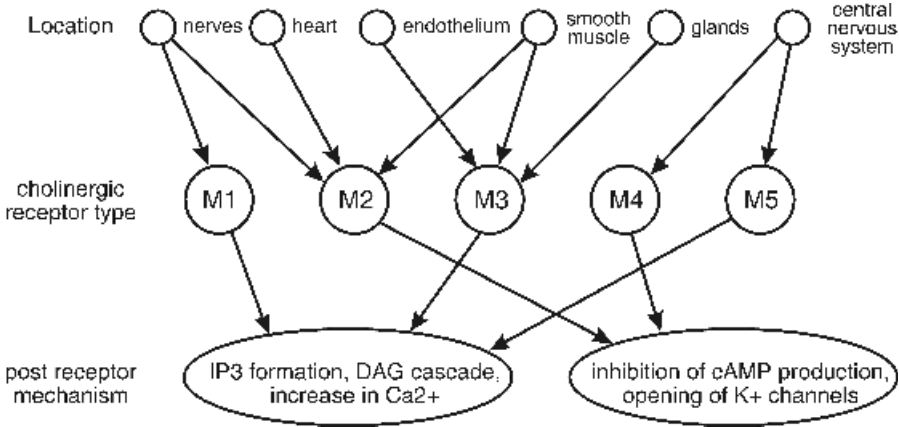 Location
nerves
heart
endothelium
smooth
muscle
glands
central
nervous
system
cholinergic
receptor type
M1
M2
M3
M4
M5
post receptor
mechanism
IP3 formation, DAG cascade,
increase in Ca2+
inhibition of cAMP production,
opening of K+ channels